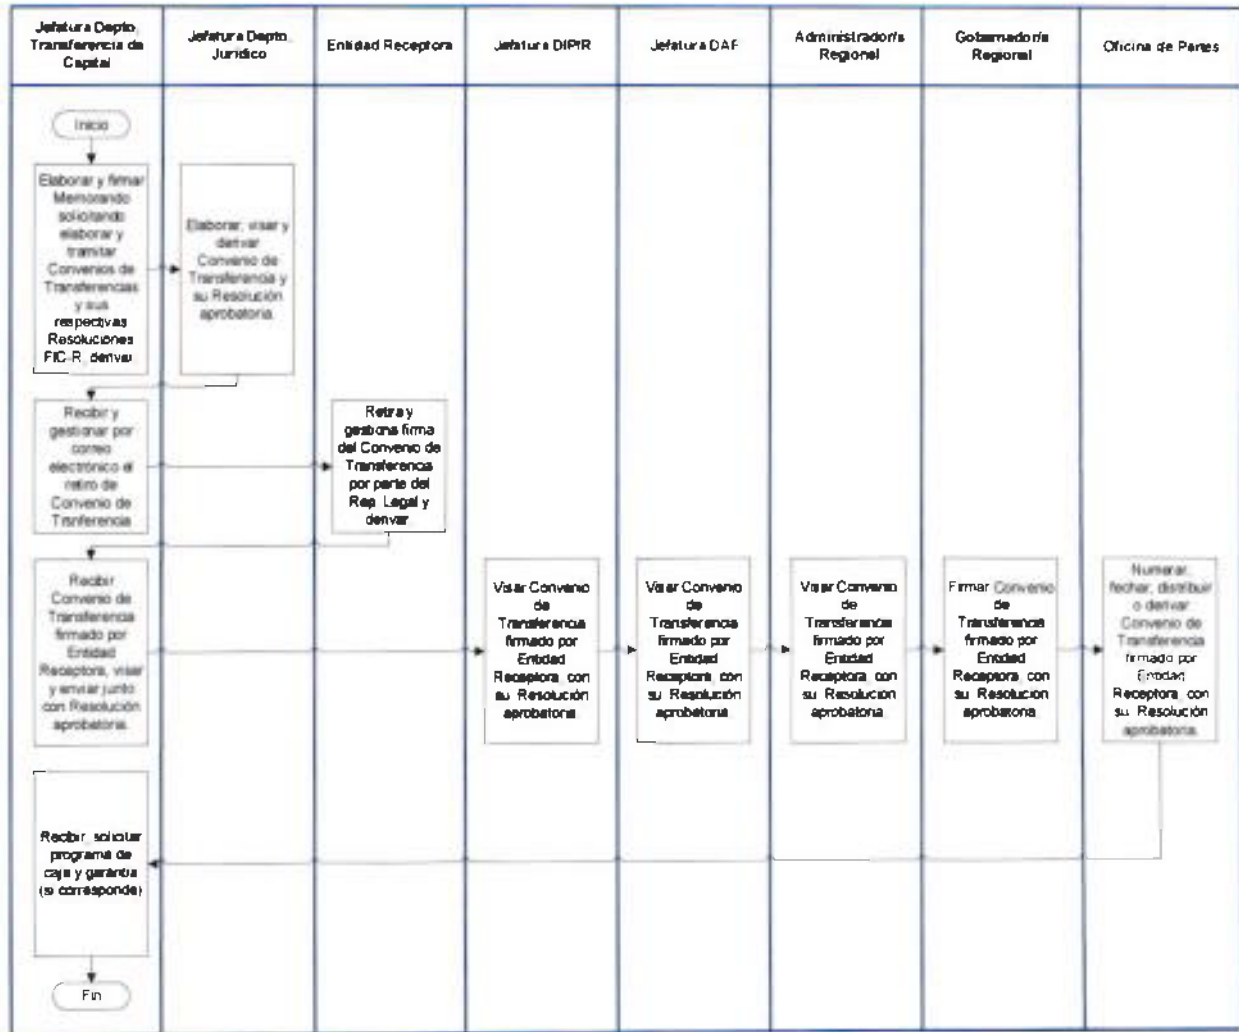 Jefatura Depto.
Transferencia de
Capital
Jefatura Depto.
Jurídico
Entidad Receptora
Jefatura DIPIR
Jefatura DAF
Administrador/a
Regional
Gobernador/a
Regional
Oficina de Partes
Inicio
Elaborar y firmar
Memorando
solicitando
elaborar y
tramitar
Convenios de
Transferencias
y sus
respectivas
Resoluciones
FIC-R, derivar
Elaborar, visar y
derivar
Convenio de
Transferencia y
su Resolución
aprobatoria.
Recibir y
gestionar por
correo
electrónico el
retiro de
Convenio de
Tranferencia
Retira y
gestiona firma
del Convenio de
Transferencia
por parte del
Rep. Legal y
derivar
Recibir
Convenio de
Transferencia
firmado por
Entidad
Receptora, visar
y enviar junto
con Resolución
aprobatoria.
Visar Convenio
de
Transferencia
firmado por
Entidad
Receptora, con
su Resolución
aprobatoria
Visar Convenio
de
Transferencia
firmado por
Entidad
Receptora, con
su Resolución
aprobatoria
Visar Convenio
de
Transferencia
firmado por
Entidad
Receptora, con
su Resolución
aprobatoria
Firmar Convenio
de
Transferencia
firmado por
Entidad
Receptora, con
su Resolución
aprobatoria
Numerar,
fechar, distribuir
o derivar
Convenio de
Transferencia
firmado por
Entidad
Receptora, con
su Resolución
aprobatoria.
Recibir, solicitar
programa de
caja y garantía
(si corresponde)
Fin